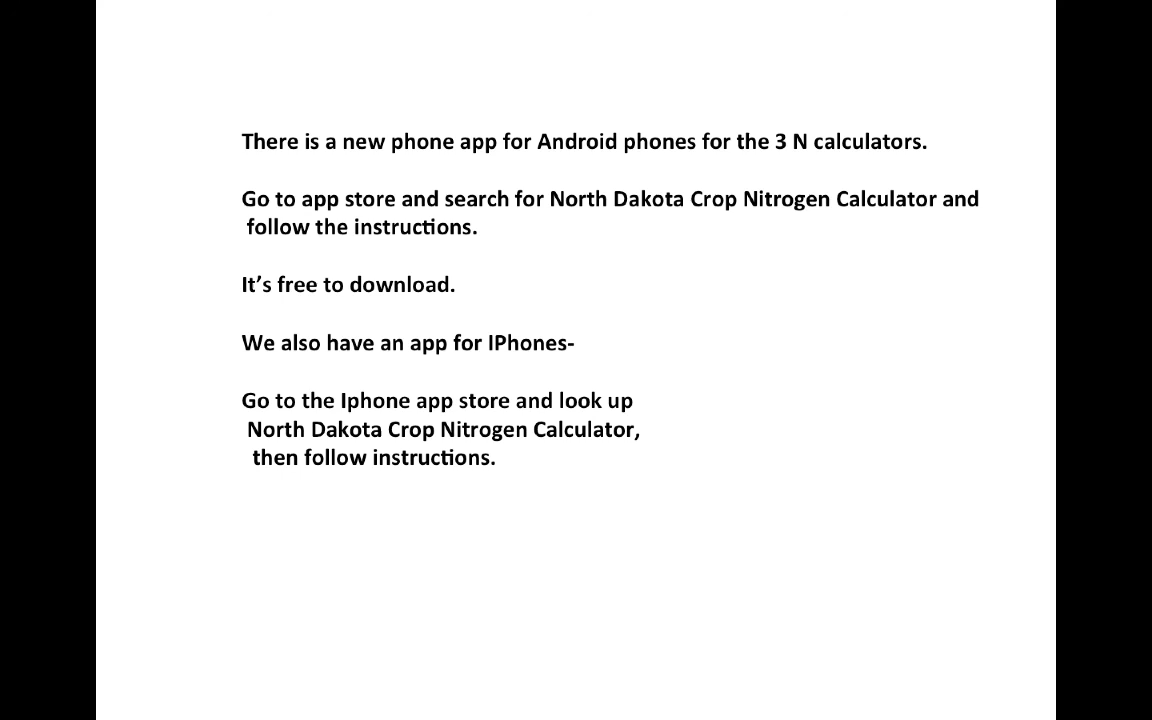 There is a new phone app for Android phones for the 3 N calculators.
Go to app store and search for North Dakota Crop Nitrogen Calculator and
follow the instructions.
It’s free to download.
We also have an app for IPhones-
Go to the Iphone app store and look up
North Dakota Crop Nitrogen Calculator,
then follow instructions.